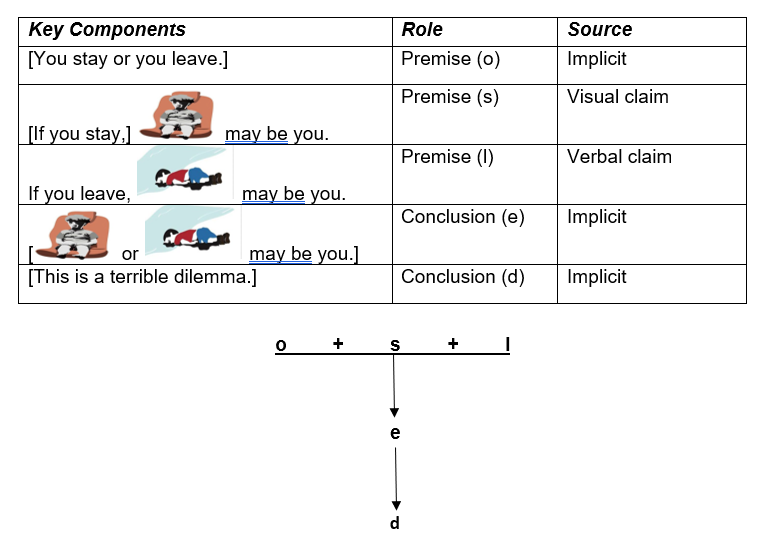 Key Components Role Source
[You stay or you leave.] Premise (o) Implicit
Premise (s) Visual claim
[If you stay,] may be you.
Premise (l) Verbal claim
If you leave, may be you.
Conclusion (e) Implicit
[ or may be you.]
[This is a terrible dilemma.] Conclusion (d) Implicit
o + s + l
e
d